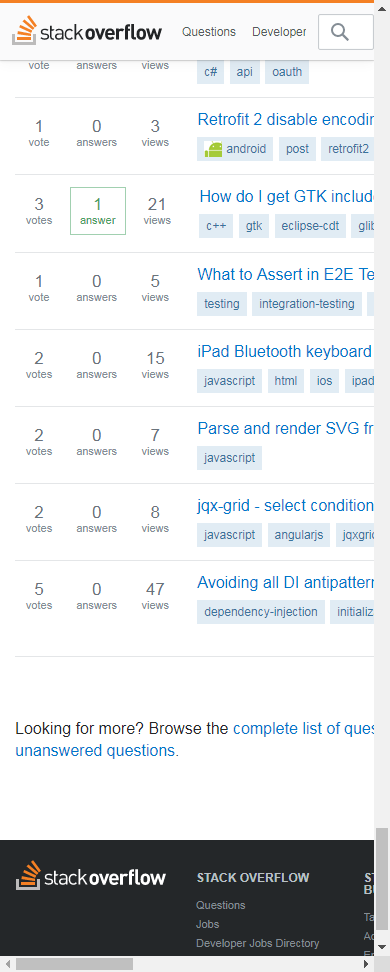 stackoverflow Questions Developer
vote answers views
c# api oauth
1 0 3 Retrofit 2 disable encodin
vote answers views
android post retrofit2
3 1 21 How do I get GTK includ
votes answer views
c++ gtk eclipse-cdt glib
1 0 5 What to Assert in E2E Te
vote answers views
testing integration-testing
2 0 15 iPad Bluetooth keyboard
votes answers views
javascript html ios ipad
2 0 7 Parse and render SVG fr
votes answers views
javascript
2 0 8 jqx-grid - select condition
votes answers views
javascript angularjs jqxgrid
5 0 47 Avoiding all DI antipattern
votes answers views
dependency-injection initializ
Looking for more? Browse the complete list of ques
unanswered questions.
stackoverflow STACK OVERFLOW ST
BU
Questions
Ta
Jobs
Ad
Developer Jobs Directory
En